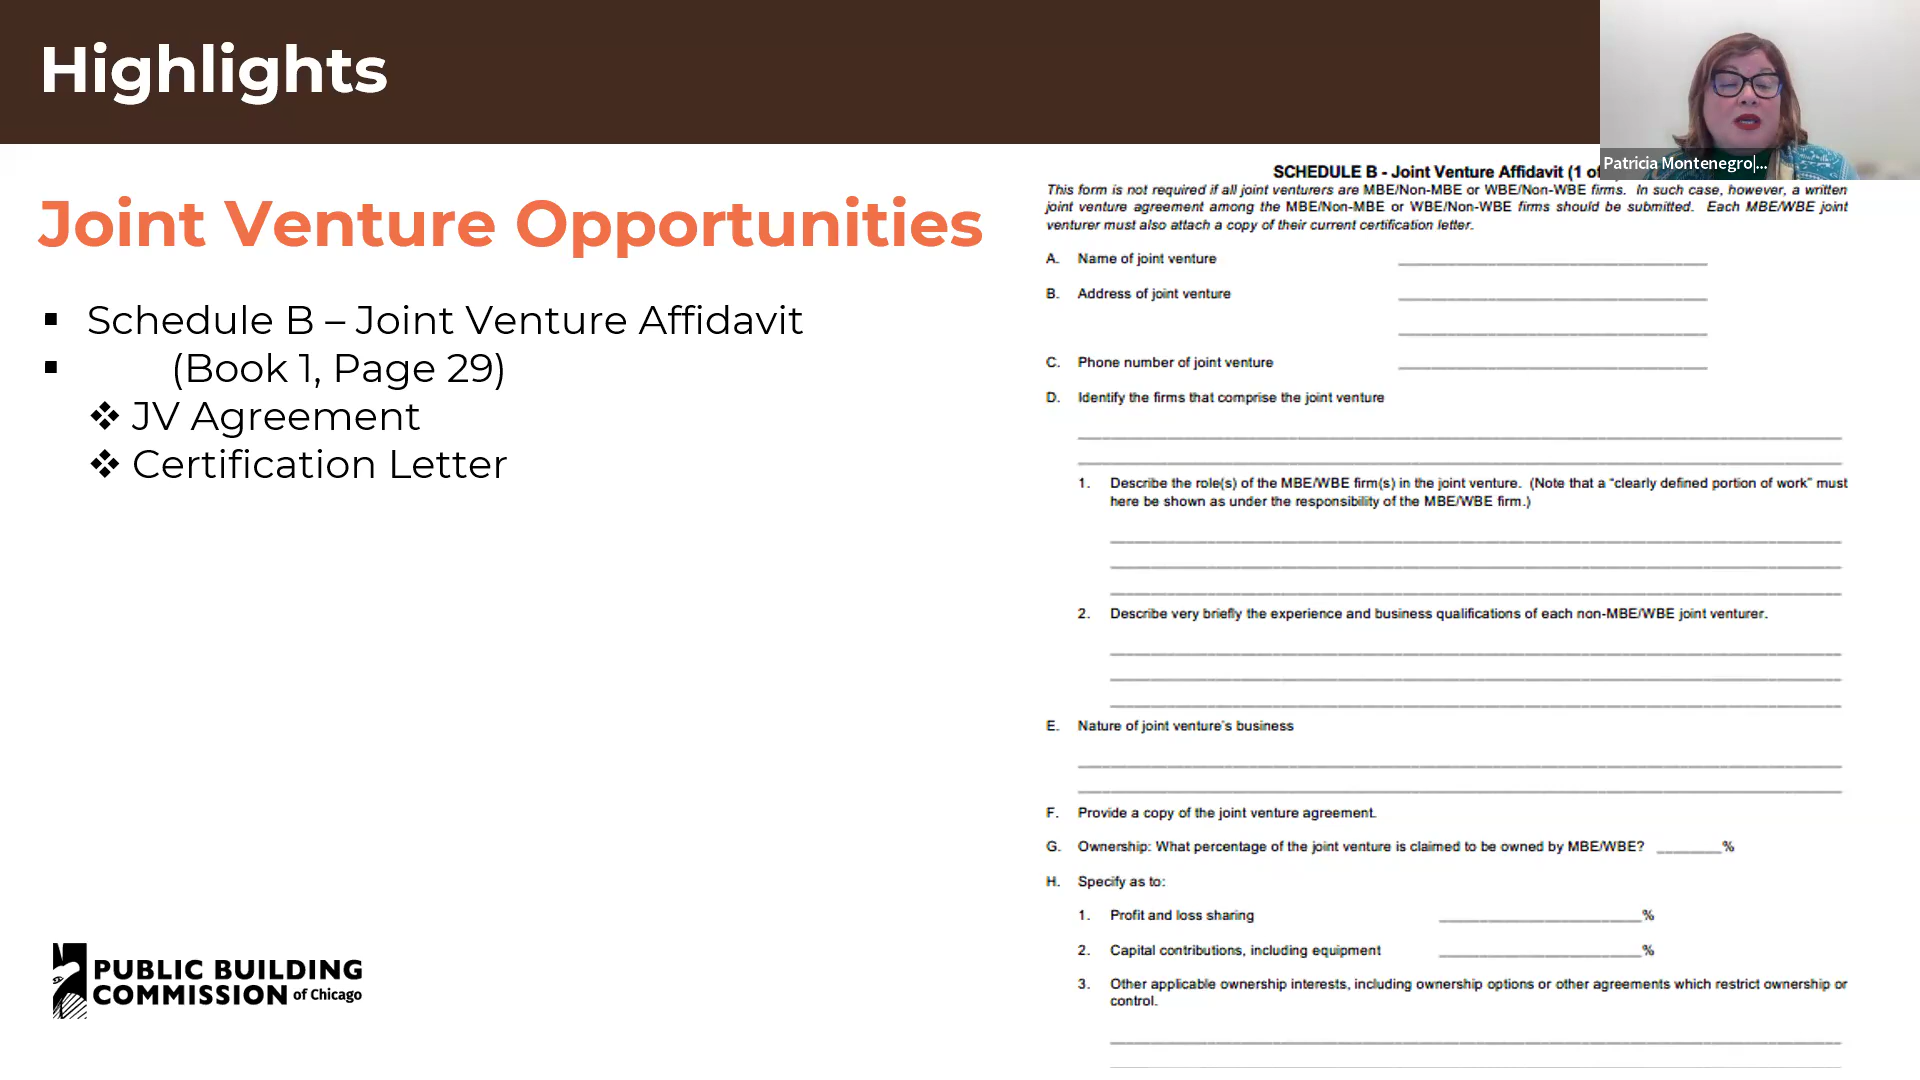 Highlights
Patricia Montenegro|...
Joint Venture Opportunities
▪ Schedule B – Joint Venture Affidavit
▪ (Book 1, Page 29)
❖ JV Agreement
❖ Certification Letter
PUBLIC BUILDING
COMMISSION of Chicago
SCHEDULE B - Joint Venture Affidavit (1 of
This form is not required if all joint venturers are MBE/Non-MBE or WBE/Non-WBE firms. In such case, however, a written
joint venture agreement among the MBE/Non-MBE or WBE/Non-WBE firms should be submitted. Each MBE/WBE joint
venturer must also attach a copy of their current certification letter.
A. Name of joint venture
B. Address of joint venture
C. Phone number of joint venture
D. Identify the firms that comprise the joint venture
1. Describe the role(s) of the MBE/WBE firm(s) in the joint venture. (Note that a “clearly defined portion of work” must
here be shown as under the responsibility of the MBE/WBE firm.)
2. Describe very briefly the experience and business qualifications of each non-MBE/WBE joint venturer.
E. Nature of joint venture's business
F. Provide a copy of the joint venture agreement.
G. Ownership: What percentage of the joint venture is claimed to be owned by MBE/WBE? ________%
H. Specify as to:
1. Profit and loss sharing ________%
2. Capital contributions, including equipment ________%
3. Other applicable ownership interests, including ownership options or other agreements which restrict ownership or
control.